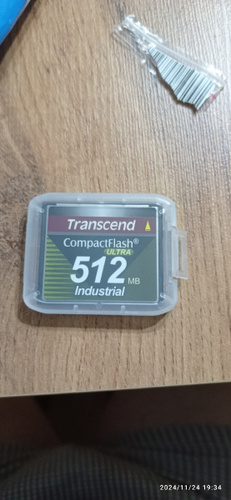 Transcend
CompactFlash®
ULTRA
512 MB
Industrial
2024/11/24 19:34